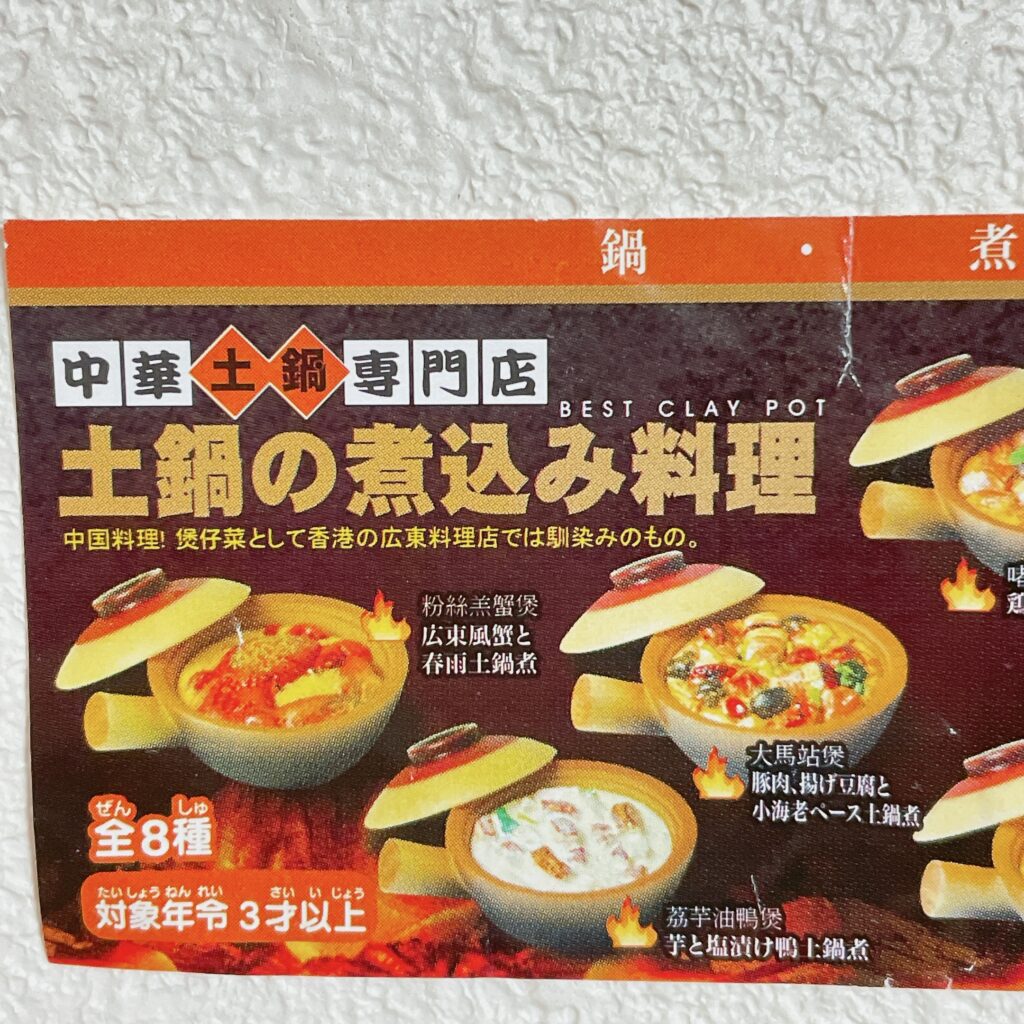 鍋・煮
中華土鍋専門店
BEST CLAY POT
土鍋の煮込み料理
中国料理! 煲仔菜として香港の広東料理店では馴染みのもの。
粉絲羔蟹煲
広東風蟹と
春雨土鍋煮
大馬站煲
豚肉、揚げ豆腐と
小海老ペース土鍋煮
荔芋油鴨煲
芋と塩漬け鴨土鍋煮
ぜん しゅ
全8種
たいしょうねんれい さいいじょう
対象年令3才以上